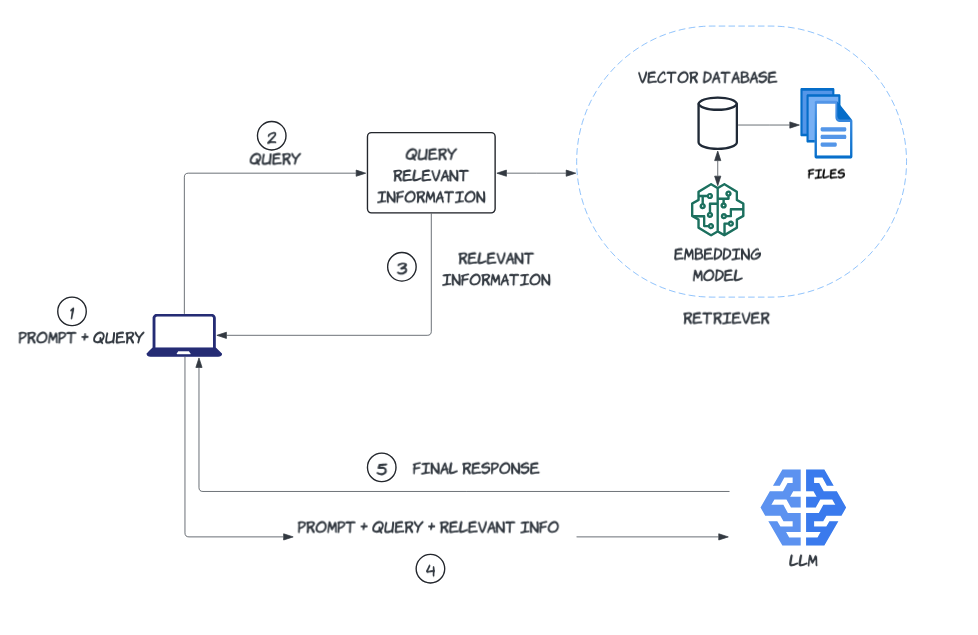 VECTOR DATABASE
2
QUERY
QUERY
RELEVANT
INFORMATION
FILES
3
RELEVANT
INFORMATION
EMBEDDING
MODEL
RETRIEVER
1
PROMPT + QUERY
5
FINAL RESPONSE
PROMPT + QUERY + RELEVANT INFO
4
LLM